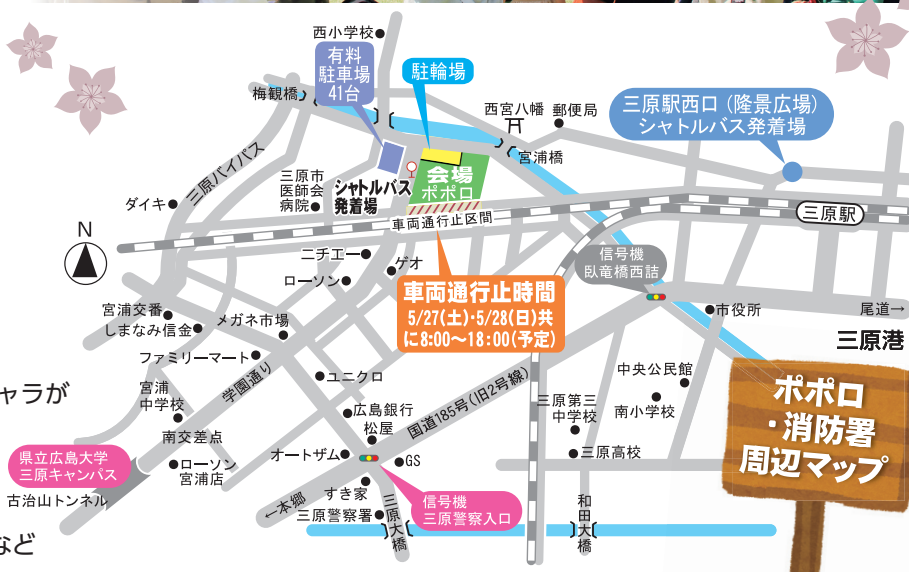 西小学校
有料
駐車場
41台
駐輪場
梅観橋
西宮八幡
郵便局
宮浦橋
三原駅西口(隆景広場)
シャトルバス発着場
三原バイパス
三原市
医師会
病院
シャトルバス
発着場
会場
ポポロ
ダイキ
車両通行止区間
三原駅
N
ニチエー
ゲオ
ローソン
信号機
臥竜橋西詰
車両通行止時間
5/27(土)・5/28(日)共
に8:00〜18:00(予定)
宮浦交番
しまなみ信金
メガネ市場
ファミリーマート
市役所
尾道→
三原港
学園通り
ユニクロ
国道185号(旧2号線)
中央公民館
ャラが
宮浦
中学校
広島銀行
松屋
三原第三
中学校
南小学校
ポポロ
・消防署
周辺マップ
南交差点
オートザム
GS
三原高校
県立広島大学
三原キャンパス
ローソン
宮浦店
古治山トンネル
すき家
←本郷
三原警察署
三原大橋
信号機
三原警察入口
和田大橋
など